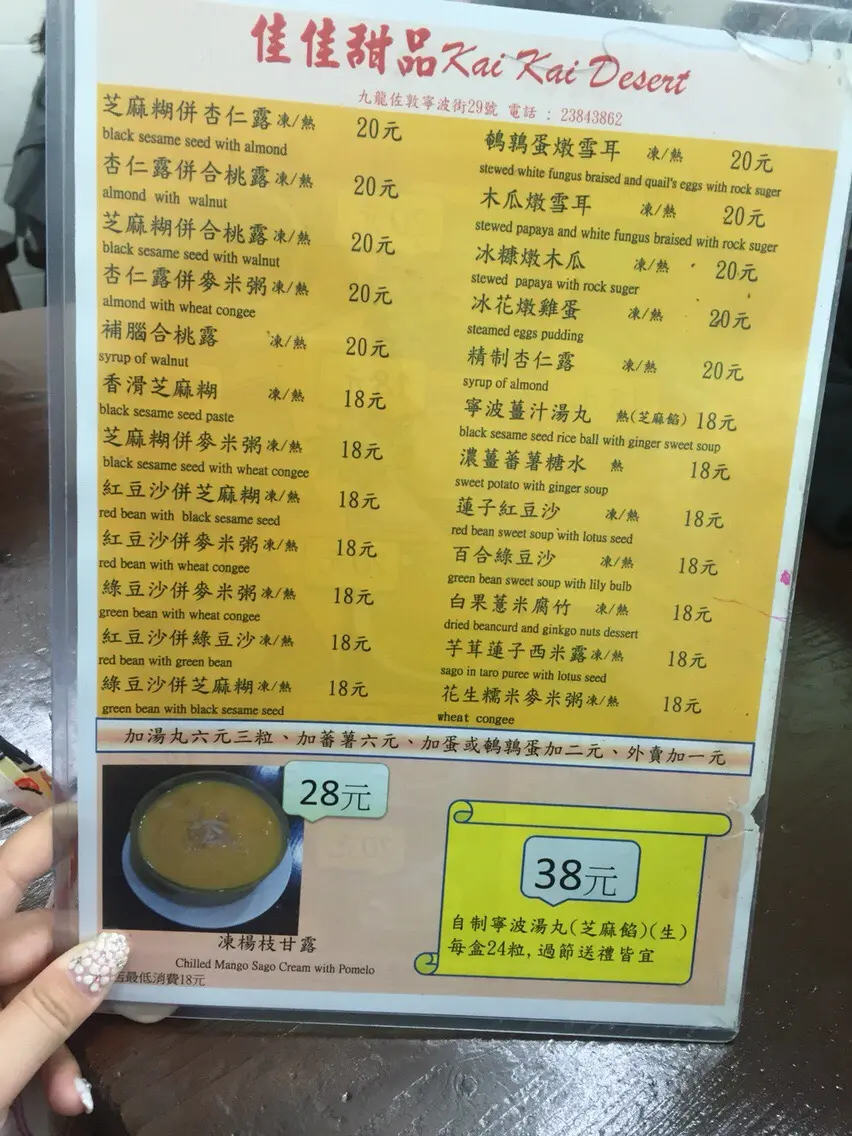 佳佳甜品Kai Kai Desert
九龍佐敦寧波街29號 電話 : 23843862
芝麻糊併杏仁露凍/熱 20元
black sesame seed with almond
杏仁露併合桃露凍/熱 20元
almond with walnut
芝麻糊併合桃露凍/熱 20元
black sesame seed with walnut
杏仁露併麥米粥凍/熱 20元
almond with wheat congee
補腦合桃露 凍/熱 20元
syrup of walnut
香滑芝麻糊 凍/熱 18元
black sesame seed paste
芝麻糊併麥米粥凍/熱 18元
black sesame seed with wheat congee
紅豆沙併芝麻糊凍/熱 18元
red bean with black sesame seed
紅豆沙併麥米粥凍/熱 18元
red bean with wheat congee
綠豆沙併麥米粥凍/熱 18元
green bean with wheat congee
紅豆沙併綠豆沙凍/熱 18元
red bean with green bean
綠豆沙併芝麻糊凍/熱 18元
green bean with black sesame seed
鵪鶉蛋燉雪耳 凍/熱 20元
stewed white fungus braised and quail's eggs with rock suger
木瓜燉雪耳 凍/熱 20元
stewed papaya and white fungus braised with rock suger
冰糖燉木瓜 凍/熱 20元
stewed papaya with rock suger
冰花燉雞蛋 凍/熱 20元
steamed eggs pudding
精制杏仁露 凍/熱 20元
syrup of almond
寧波薑汁湯丸 熱(芝麻餡) 18元
black sesame seed rice ball with ginger sweet soup
濃薑蕃薯糖水 熱 18元
sweet potato with ginger soup
蓮子紅豆沙 凍/熱 18元
red bean sweet soup with lotus seed
百合綠豆沙 凍/熱 18元
green bean sweet soup with lily bulb
白果薏米腐竹 凍/熱 18元
dried beancurd and ginkgo nuts dessert
芋茸蓮子西米露凍/熱 18元
sago in taro puree with lotus seed
花生糯米麥米粥凍/熱 18元
wheat congee
加湯丸六元三粒、加蕃薯六元、加蛋或鵪鶉蛋加二元、外賣加一元
28元
凍楊枝甘露
Chilled Mango Sago Cream with Pomelo
店最低消費18元
38元
自制寧波湯丸(芝麻餡)(生)
每盒24粒, 過節送禮皆宜